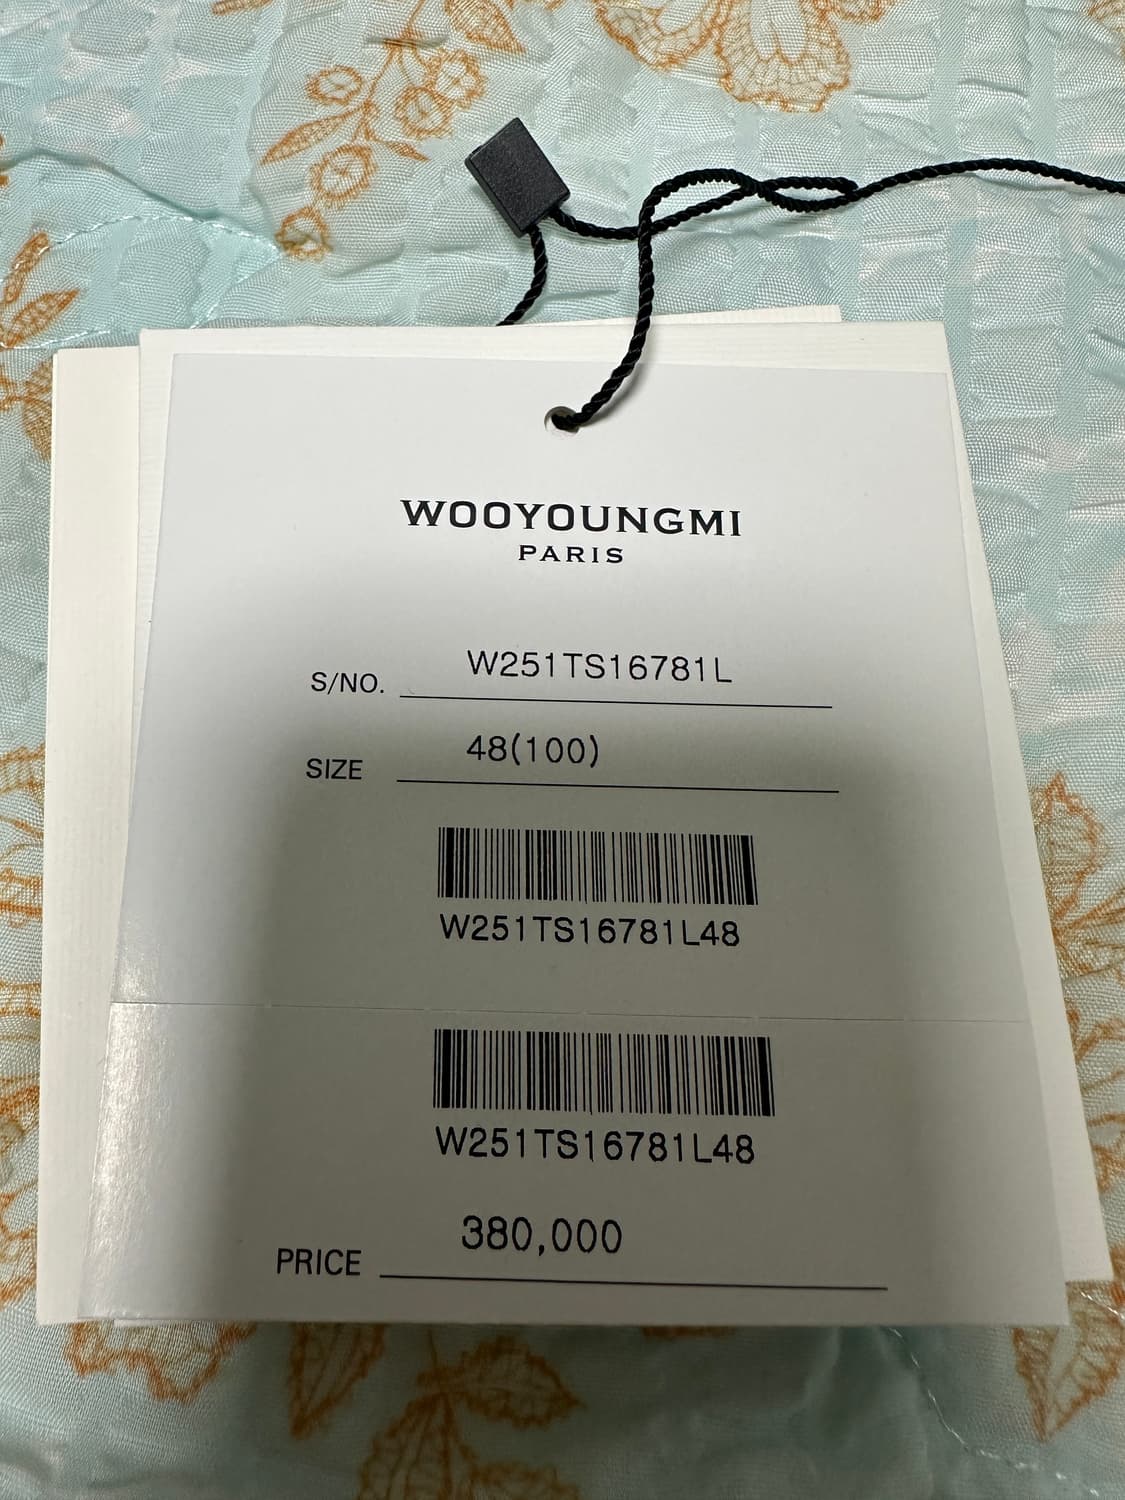 WOOYOUNGMI
PARIS
S/NO. W251TS16781L
SIZE 48(100)
W251TS16781L48
W251TS16781L48
PRICE 380,000